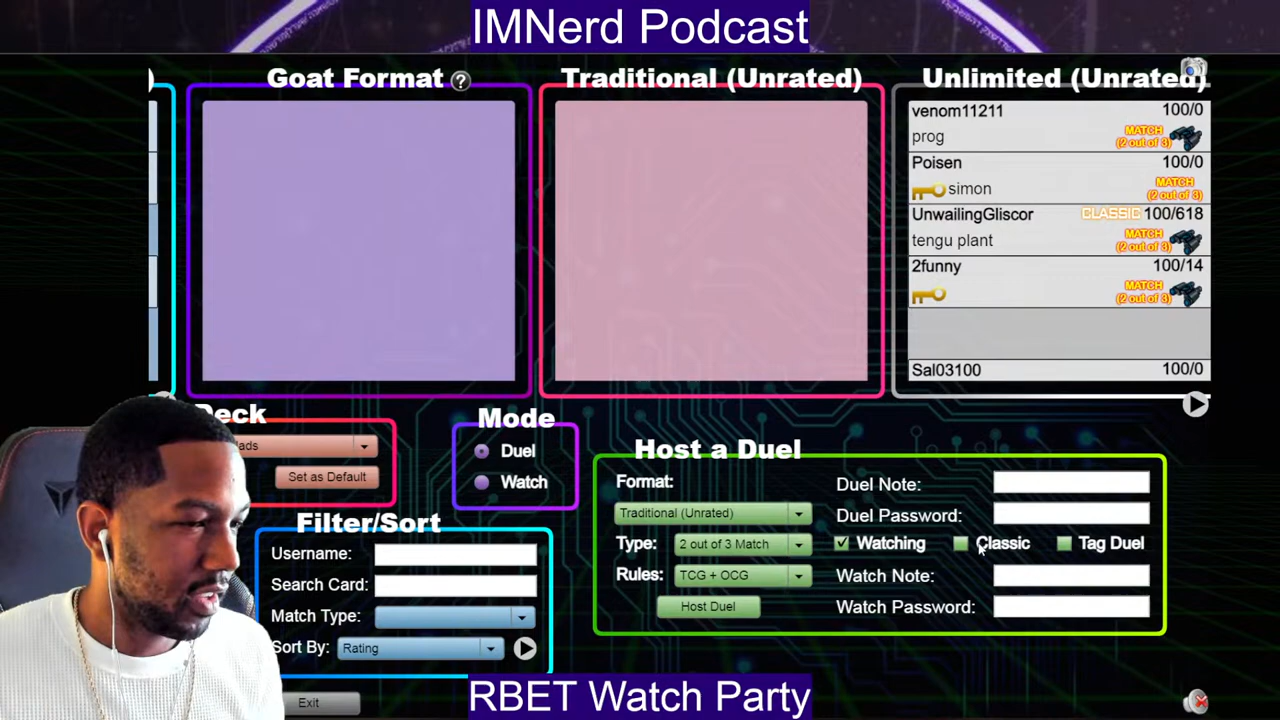 IMNerd Podcast
Goat Format ?
Traditional (Unrated)
Unlimited (Unrated)
venom11211 100/0
prog MATCH (2 out of 3)
Poisen 100/0
simon MATCH (2 out of 3)
UnwailingGliscor CLASSIC 100/618
tengu plant MATCH (2 out of 3)
2funny 100/14
MATCH (2 out of 3)
Sal03100 100/0
Deck
Set as Default
Mode
Duel
Watch
Filter/Sort
Username:
Search Card:
Match Type:
Sort By: Rating
Host a Duel
Format:
Traditional (Unrated)
Type: 2 out of 3 Match
Rules: TCG + OCG
Host Duel
Duel Note:
Duel Password:
Watching Classic Tag Duel
Watch Note:
Watch Password:
Exit
RBET Watch Party